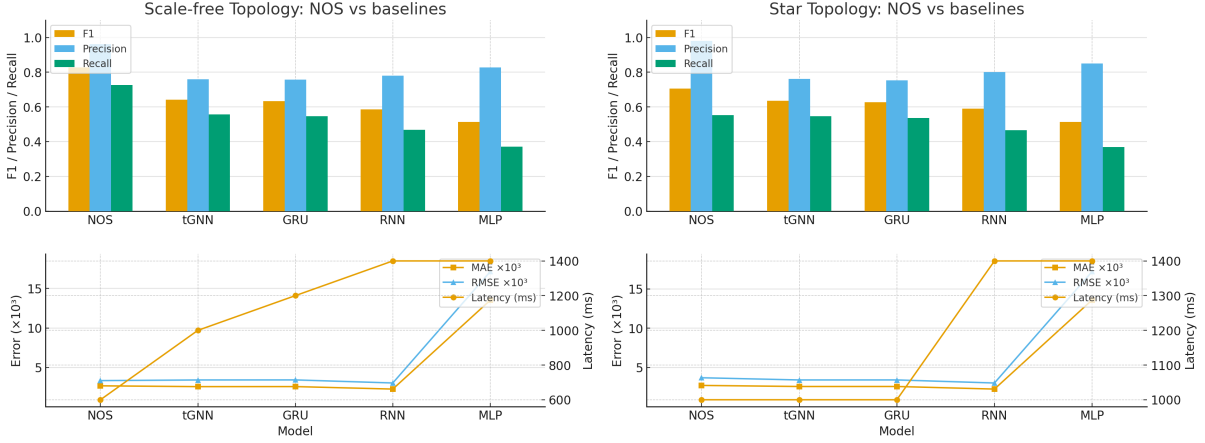 Scale-free Topology: NOS vs baselines
F1 / Precision / Recall
1.0
0.8
0.6
0.4
0.2
0.0
F1
Precision
Recall
NOS tGNN GRU RNN MLP
Error (×10³)
15
10
5
MAE ×10³
RMSE ×10³
Latency (ms)
1400
1200
1000
800
600
Latency (ms)
NOS tGNN GRU RNN MLP
Model
Star Topology: NOS vs baselines
F1 / Precision / Recall
1.0
0.8
0.6
0.4
0.2
0.0
F1
Precision
Recall
NOS tGNN GRU RNN MLP
Error (×10³)
15
10
5
MAE ×10³
RMSE ×10³
Latency (ms)
1400
1300
1200
1100
1000
Latency (ms)
NOS tGNN GRU RNN MLP
Model